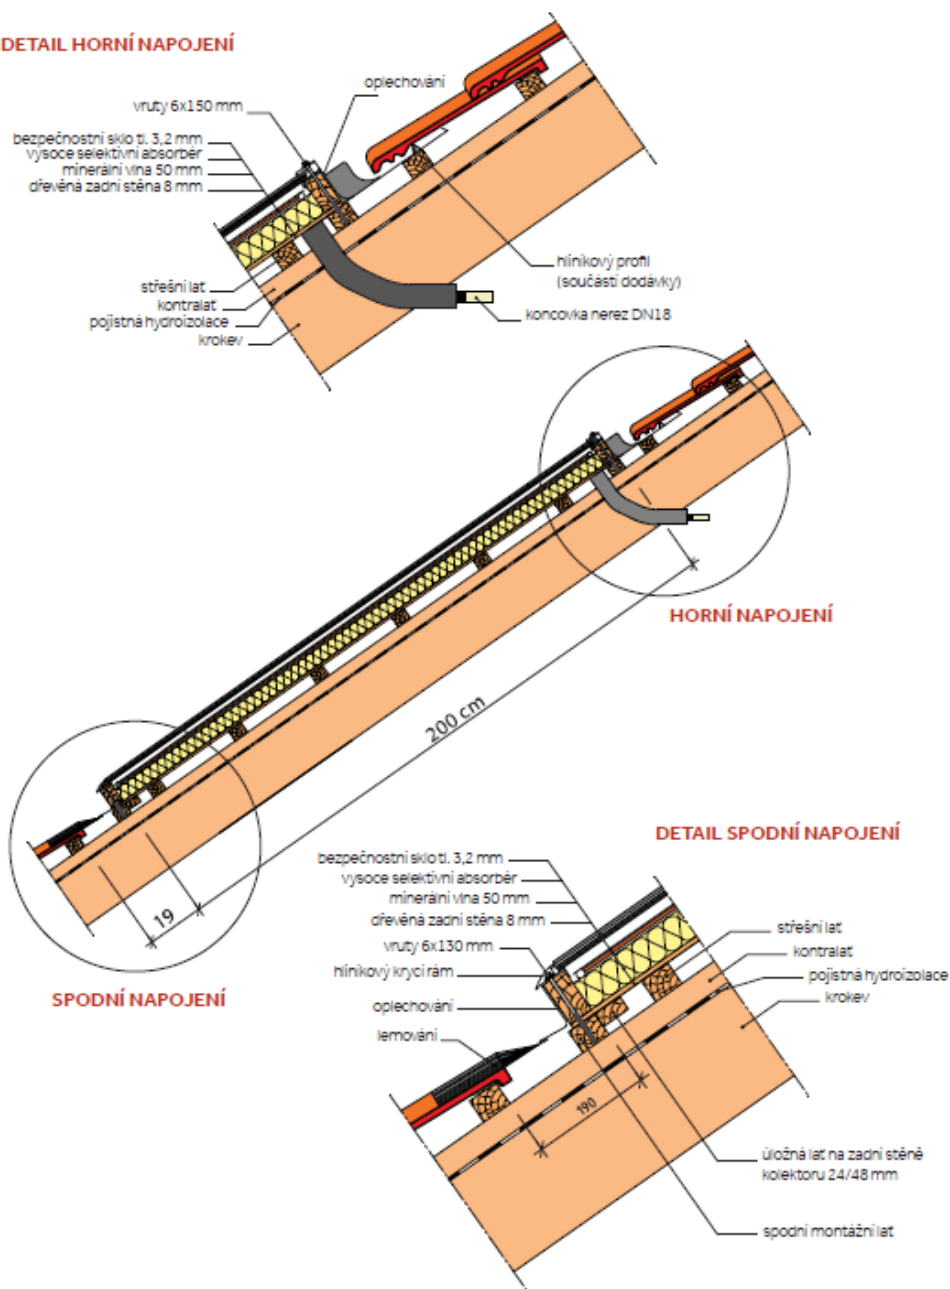 DETAIL HORNÍ NAPOJENÍ
oplechování
vruty 6x150 mm
bezpečnostní sklo tl. 3,2 mm
vysoce selektivní absorbér
minerální vlna 50 mm
dřevěná zadní stěna 8 mm
hliníkový profil
(součástí dodávky)
koncovka nerez DN18
střešní lať
kontralať
pojistná hydroizolace
krokev
HORNÍ NAPOJENÍ
200 cm
19
SPODNÍ NAPOJENÍ
DETAIL SPODNÍ NAPOJENÍ
bezpečnostní sklo tl. 3,2 mm
vysoce selektivní absorbér
minerální vlna 50 mm
dřevěná zadní stěna 8 mm
vruty 6x130 mm
hliníkový krycí rám
oplechování
lemování
střešní lať
kontralať
pojistná hydroizolace
krokev
190
úložná lať na zadní stěně
kolektoru 24/48 mm
spodní montážní lať